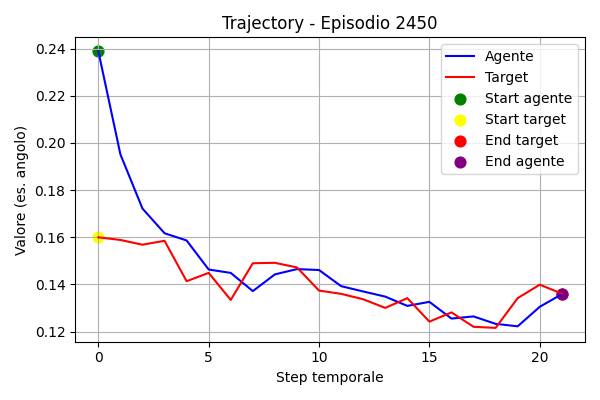 Trajectory - Episodio 2450
Valore (es. angolo)
0.24
0.22
0.20
0.18
0.16
0.14
0.12
0
5
10
15
20
Step temporale
Agente
Target
Start agente
Start target
End target
End agente